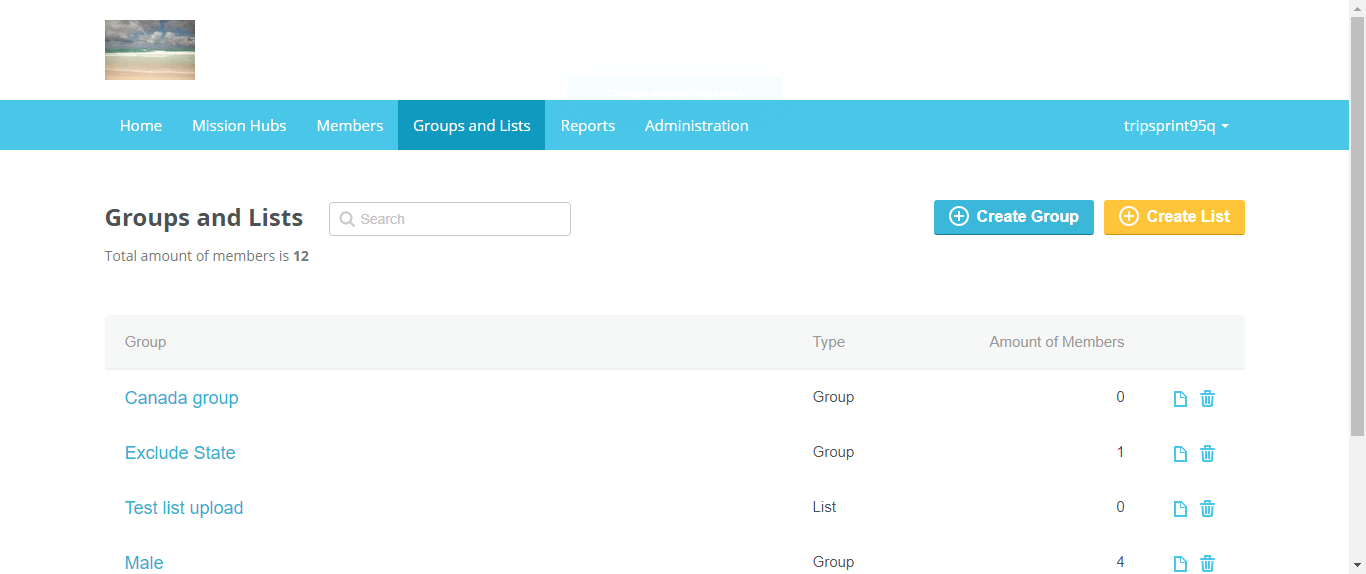 Home Mission Hubs Members Groups and Lists Reports Administration tripsprint95q
Groups and Lists Search Create Group Create List
Total amount of members is 12
Group Type Amount of Members
Canada group Group 0
Exclude State Group 1
Test list upload List 0
Male Group 4